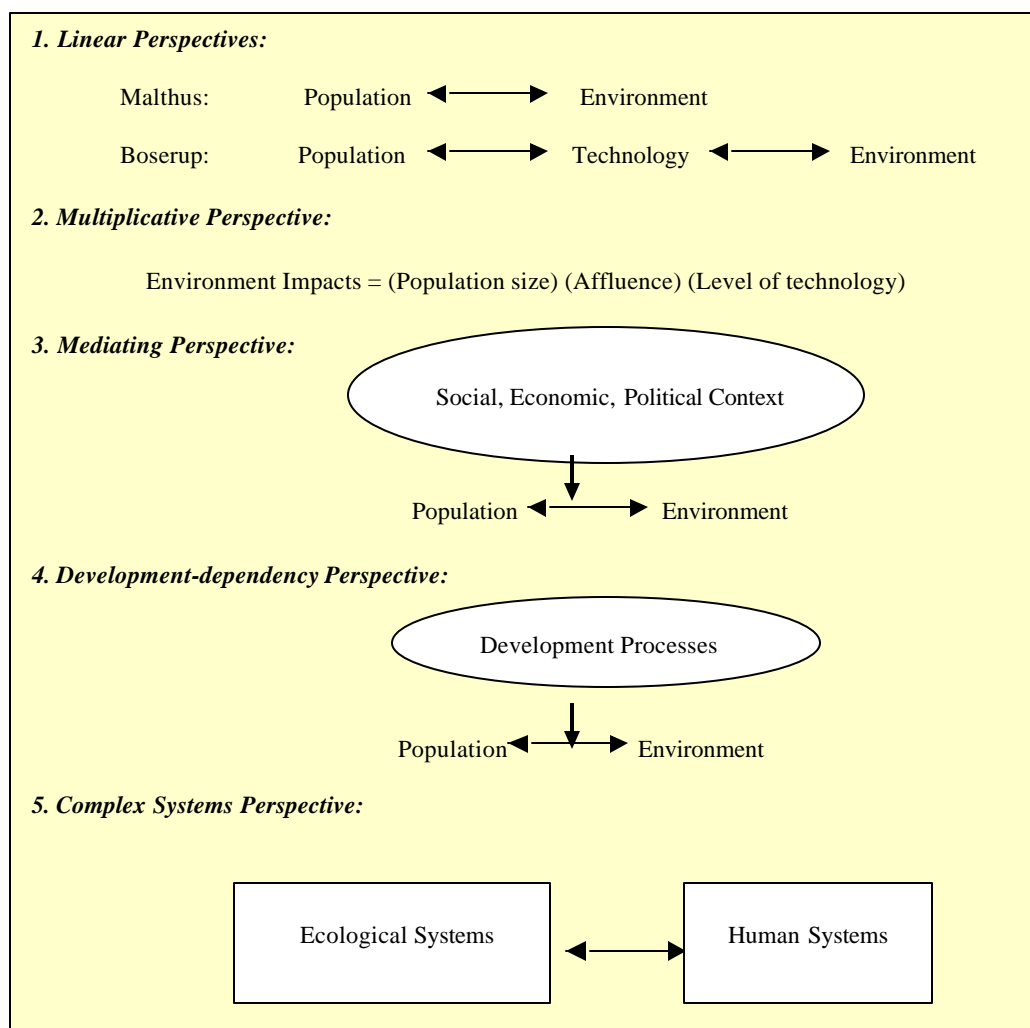 1. Linear Perspectives:
Malthus: Population Environment
Boserup: Population Technology Environment
2. Multiplicative Perspective:
Environment Impacts = (Population size) (Affluence) (Level of technology)
3. Mediating Perspective:
Social, Economic, Political Context
Population Environment
4. Development-dependency Perspective:
Development Processes
Population Environment
5. Complex Systems Perspective:
Ecological Systems Human Systems